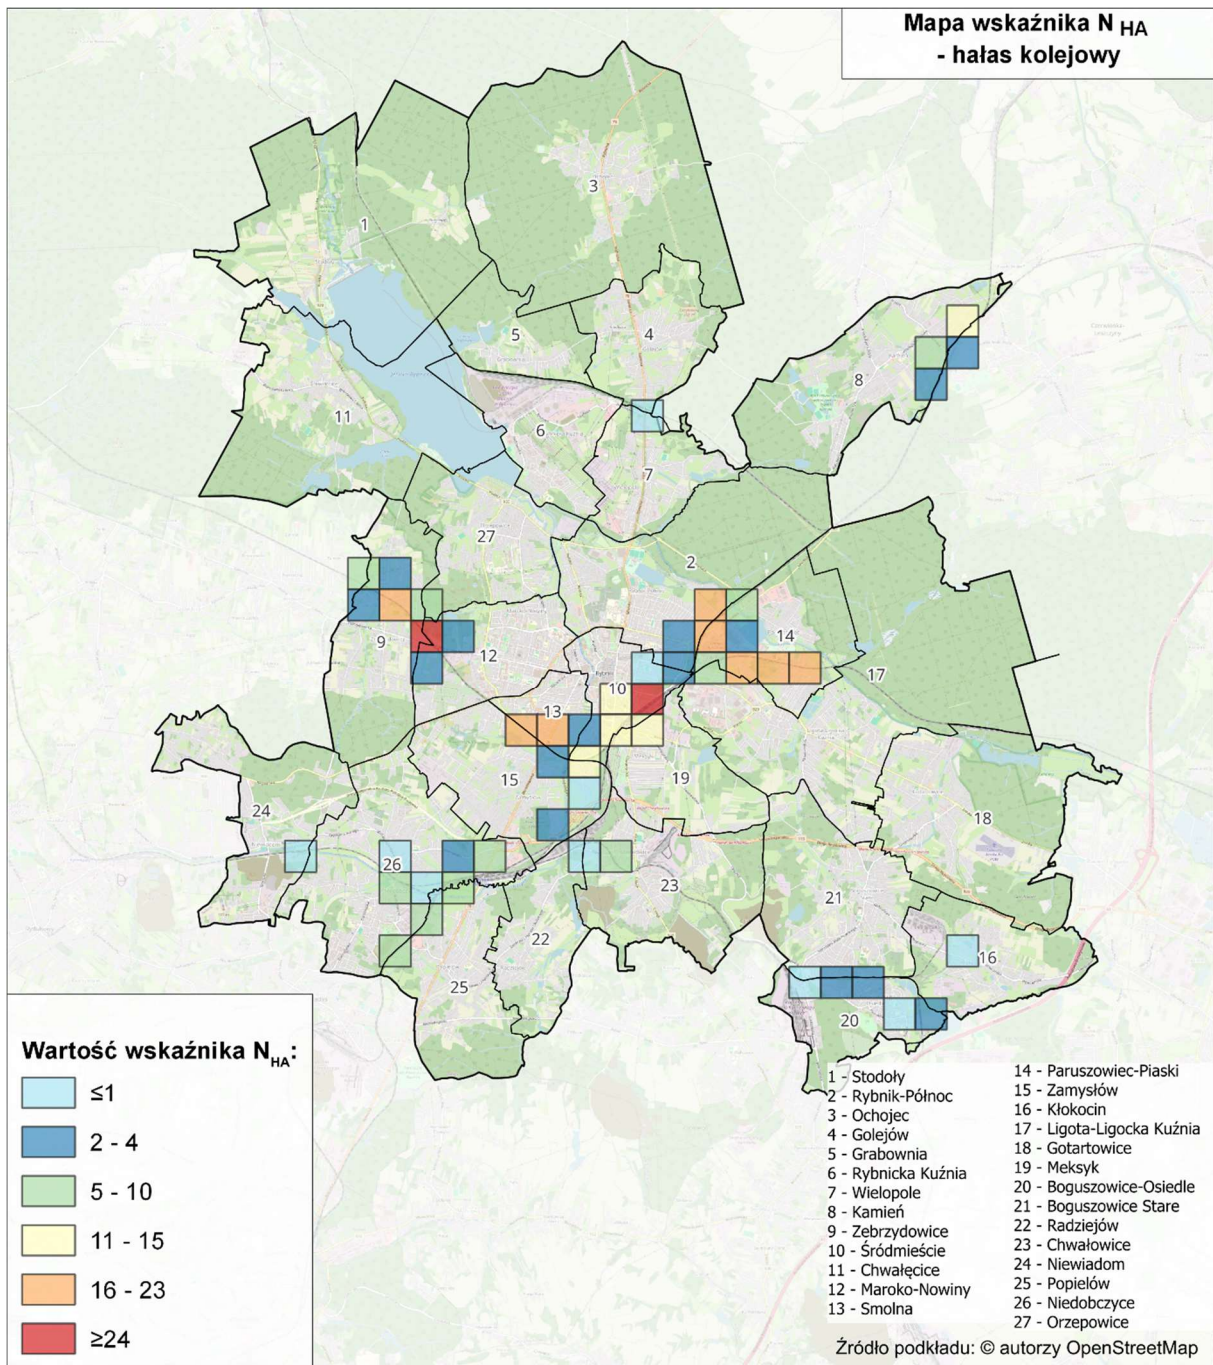 Mapa wskaźnika N HA
- hałas kolejowy
3
1
5
4
8
11
6
7
27
2
9
12
14
17
10
13
15
19
24
18
26
23
21
22
16
25
20
Wartość wskaźnika N HA:
≤1
2 - 4
5 - 10
11 - 15
16 - 23
≥24
1 - Stodoły
2 - Rybnik-Północ
3 - Ochojec
4 - Golejów
5 - Grabownia
6 - Rybnicka Kuźnia
7 - Wielopole
8 - Kamień
9 - Zebrzydowice
10 - Śródmieście
11 - Chwałęcice
12 - Maroko-Nowiny
13 - Smolna
14 - Paruszowiec-Piaski
15 - Zamysłów
16 - Kłokocin
17 - Ligota-Ligocka Kuźnia
18 - Gotartowice
19 - Meksyk
20 - Boguszowice-Osiedle
21 - Boguszowice Stare
22 - Radziejów
23 - Chwałowice
24 - Niewiadom
25 - Popielów
26 - Niedobczyce
27 - Orzepowice
Źródło podkładu: © autorzy OpenStreetMap